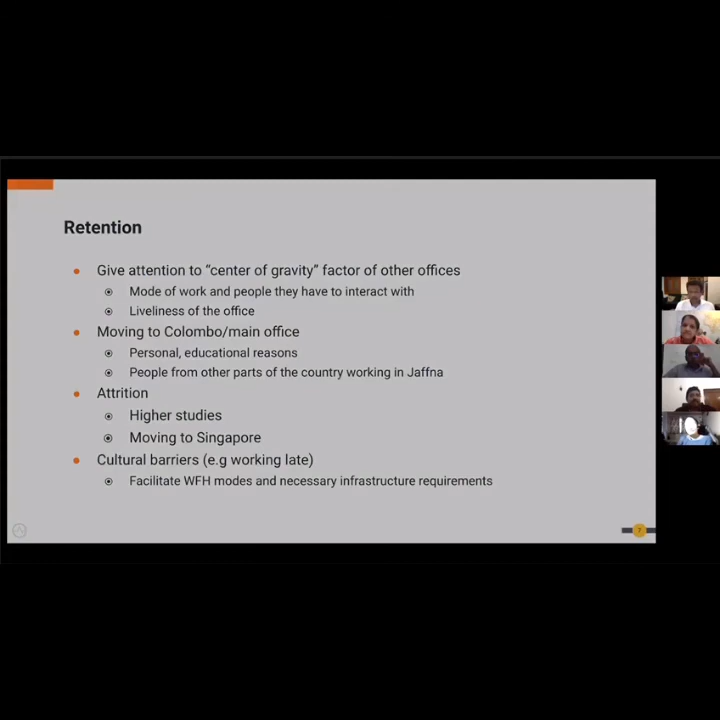 Retention
Give attention to “center of gravity” factor of other offices
Mode of work and people they have to interact with
Liveliness of the office
Moving to Colombo/main office
Personal, educational reasons
People from other parts of the country working in Jaffna
Attrition
Higher studies
Moving to Singapore
Cultural barriers (e.g working late)
Facilitate WFH modes and necessary infrastructure requirements
7